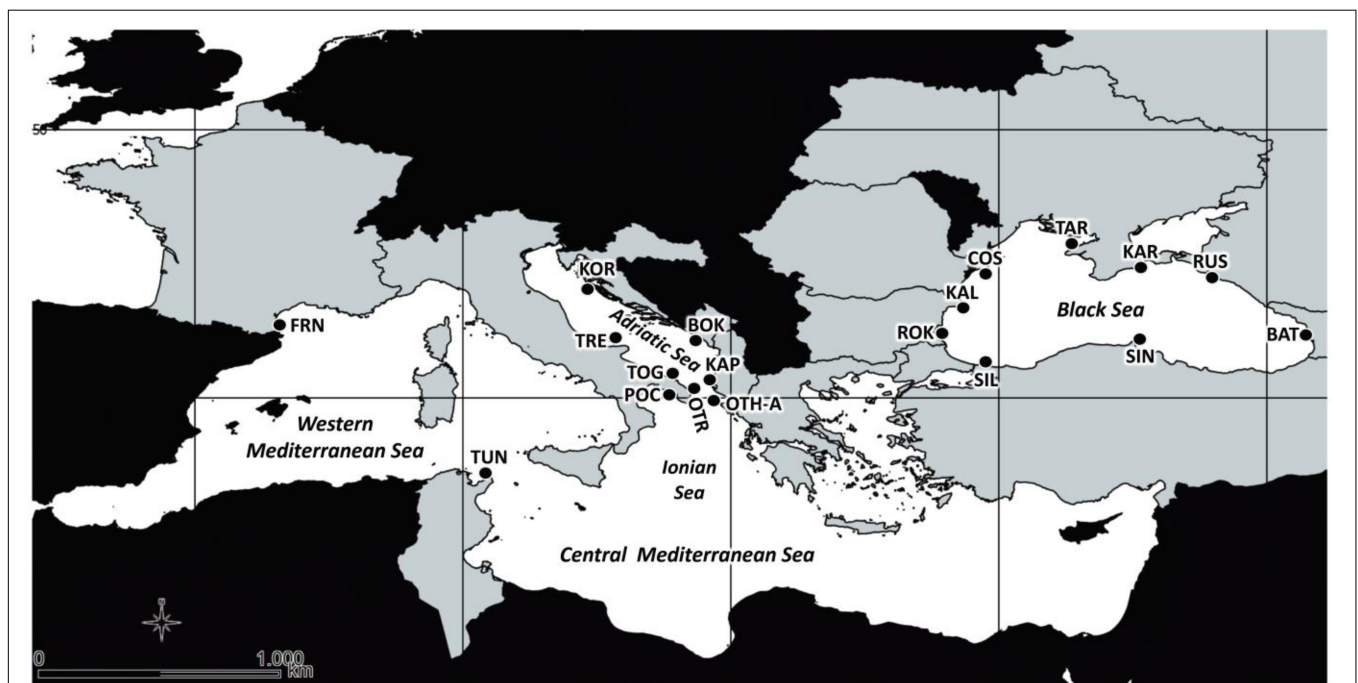 50
TAR
COS
KAR
RUS
KOR
KAL
Black Sea
FRN
Adriatic Sea
BOK
ROK
BAT
TRE
SIN
KAP
TOG
SIL
POC
OTR
OTH-A
Western
Mediterranean Sea
TUN
Ionian
Sea
Central Mediterranean Sea
0
1.000
km